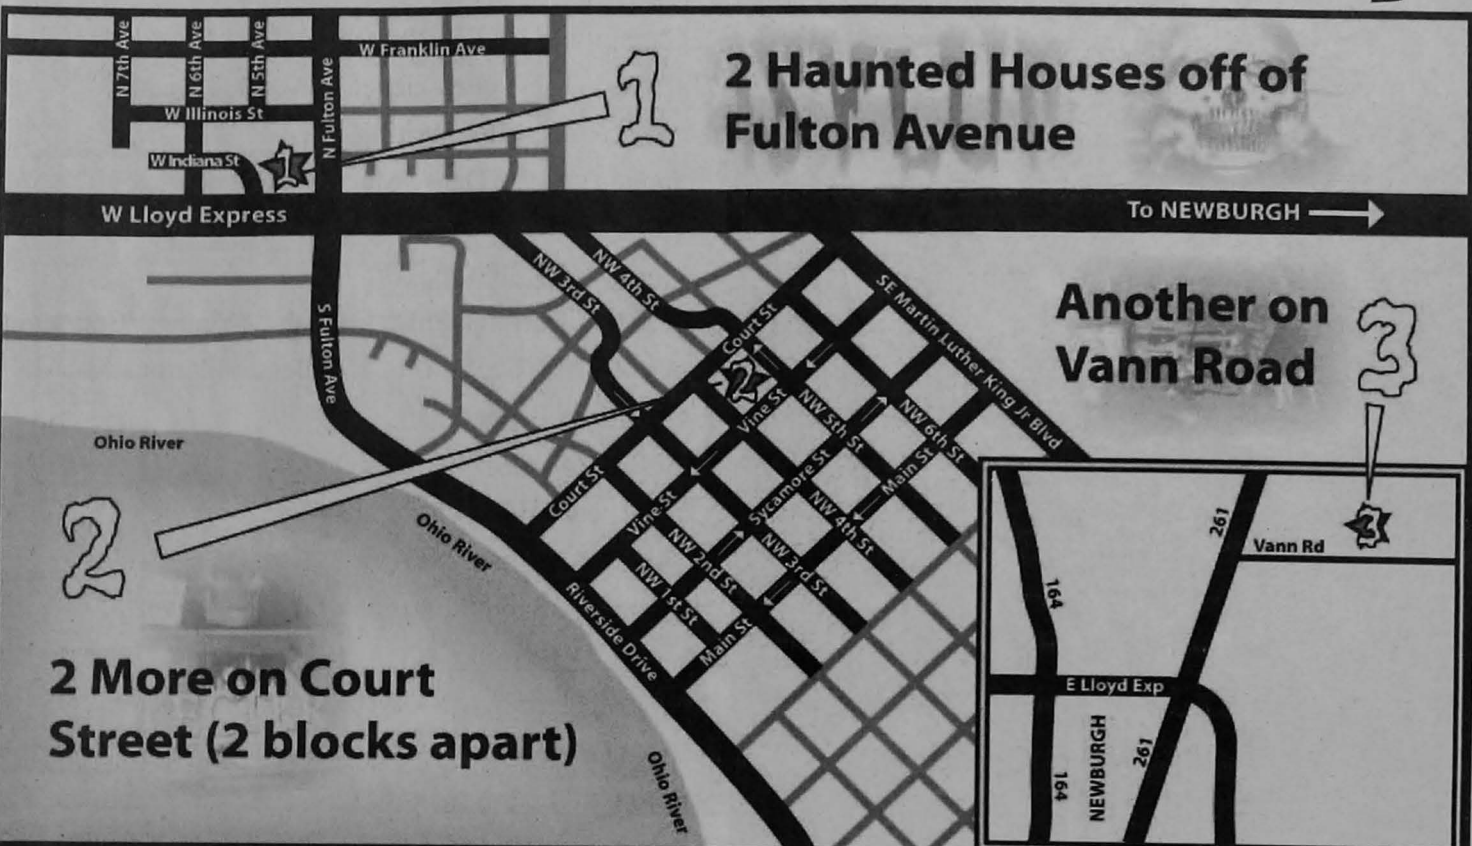 N 7th Ave
N 6th Ave
N 5th Ave
N Fulton Ave
W Franklin Ave
W Illinois St
W Indiana St
1
1
2 Haunted Houses off of
Fulton Avenue
W Lloyd Express
To NEWBURGH
S Fulton Ave
NW 3rd St
NW 4th St
Court St
SE Martin Luther King Jr Blvd
Another on
Vann Road
3
2
Vine St
NW 5th St
NW 6th St
Main St
Sycamore St
NW 4th St
Court St
Vine St
NW 2nd St
NW 3rd St
NW 1st St
Main St
Riverside Drive
Ohio River
Ohio River
Ohio River
2
2 More on Court
Street (2 blocks apart)
261
Vann Rd
3
164
E Lloyd Exp
NEWBURGH
261
164